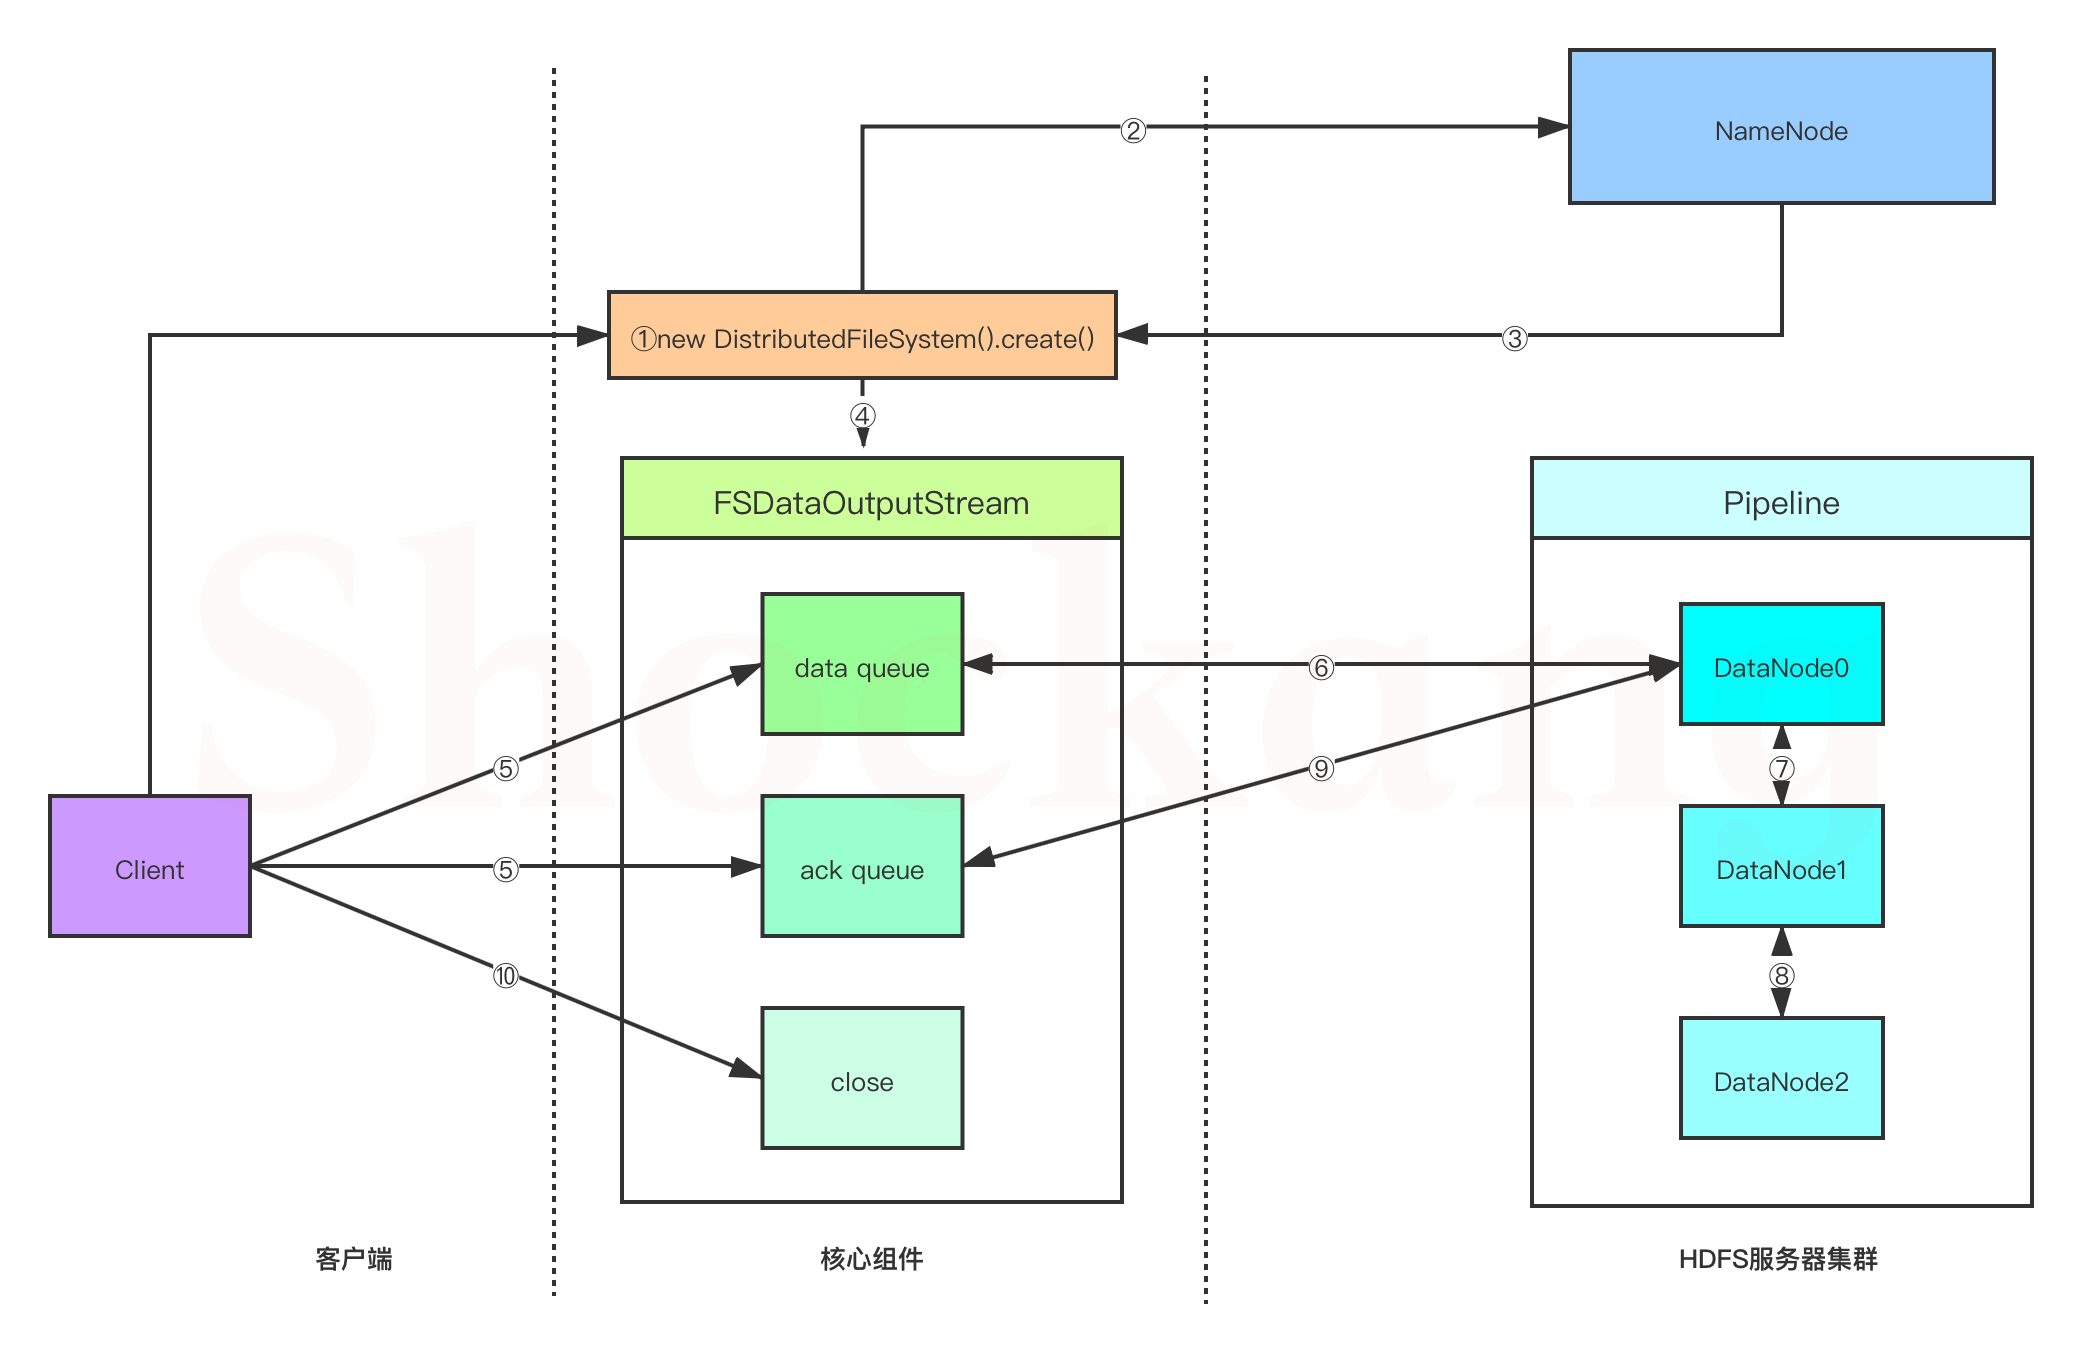 NameNode
②
①new DistributedFileSystem().create()
③
④
FSDataOutputStream
Pipeline
data queue
⑥
DataNode0
⑤
⑨
⑦
Client
⑤
ack queue
DataNode1
⑩
⑧
close
DataNode2
客户端
核心组件
HDFS服务器集群
Shockang